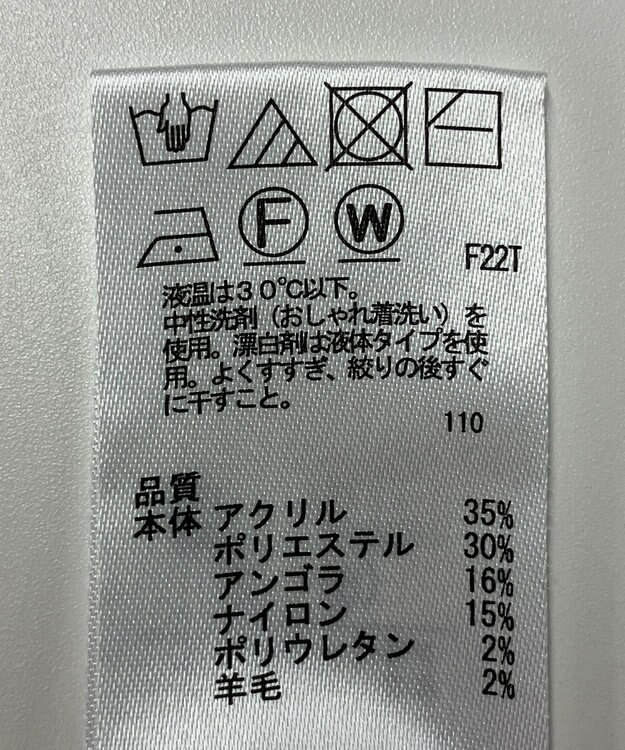 F
W
F22T
液温は30℃以下。
中性洗剤（おしゃれ着洗い）を
使用。漂白剤は液体タイプを使
用。よくすすぎ、絞りの後すぐ
に干すこと。
110
品質
本体 アクリル 35%
ポリエステル 30%
アンゴラ 16%
ナイロン 15%
ポリウレタン 2%
羊毛 2%